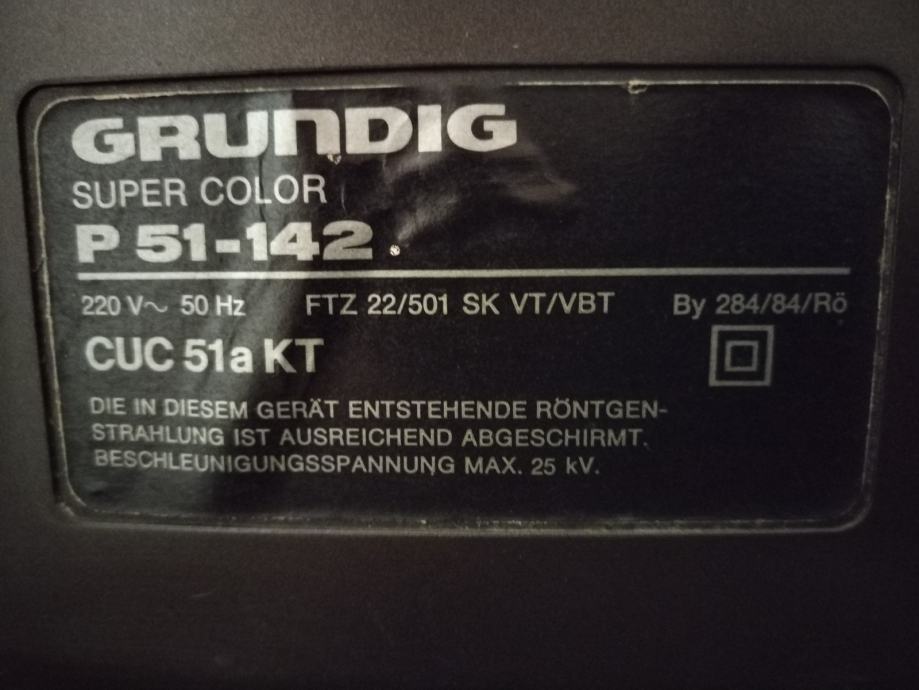 GRUNDIG
SUPER COLOR
P 51-142
220 V~ 50 Hz FTZ 22/501 SK VT/VBT By 284/84/Rö
CUC 51a KT
DIE IN DIESEM GERÄT ENTSTEHENDE RÖNTGEN-
STRAHLUNG IST AUSREICHEND ABGESCHIRMT.
BESCHLEUNIGUNGSSPANNUNG MAX. 25 kV.